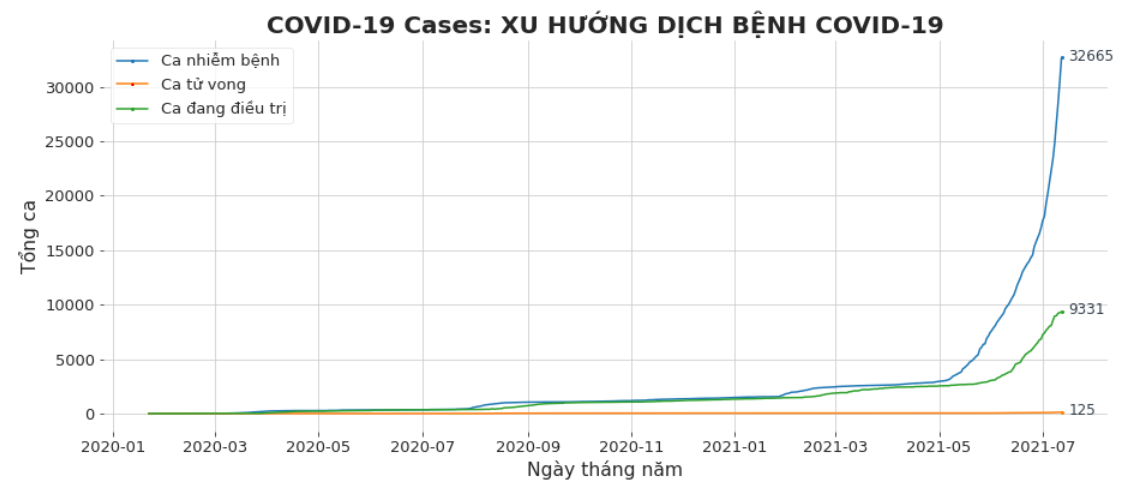 COVID-19 Cases: XU HƯỚNG DỊCH BỆNH COVID-19
Ca nhiễm bệnh
Ca tử vong
Ca đang điều trị
32665
9331
125
Tổng ca
30000
25000
20000
15000
10000
5000
0
2020-01 2020-03 2020-05 2020-07 2020-09 2020-11 2021-01 2021-03 2021-05 2021-07
Ngày tháng năm